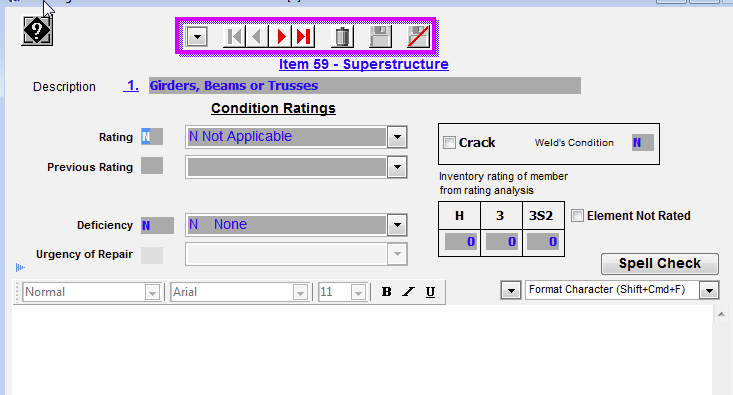 ?
Item 59 - Superstructure
Description 1. Girders, Beams or Trusses
Condition Ratings
Rating N N Not Applicable
Crack Weld's Condition N
Previous Rating
Inventory rating of member
from rating analysis
H 3 3S2
Element Not Rated
Deficiency N N None
0 0 0
Urgency of Repair
Spell Check
Normal Arial 11 B I U Format Character (Shift+Cmd+F)